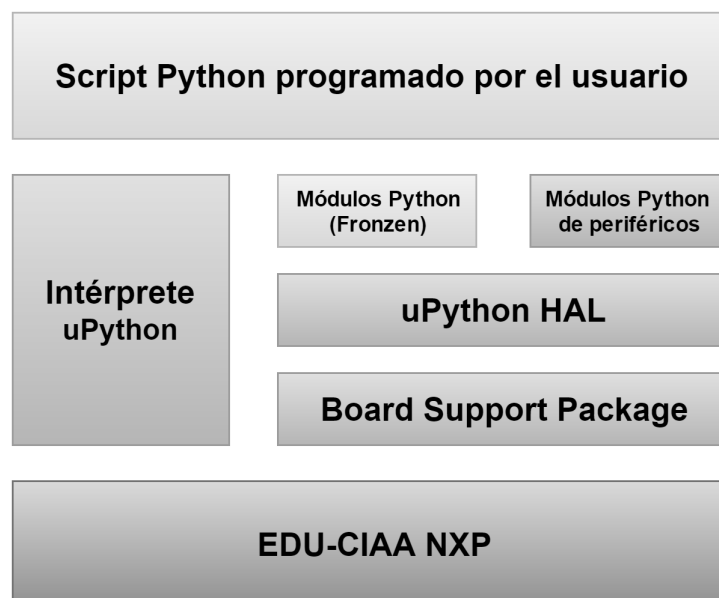 Script Python programado por el usuario
Intérprete
uPython
Módulos Python
(Fronzen)
Módulos Python
de periféricos
uPython HAL
Board Support Package
EDU-CIAA NXP